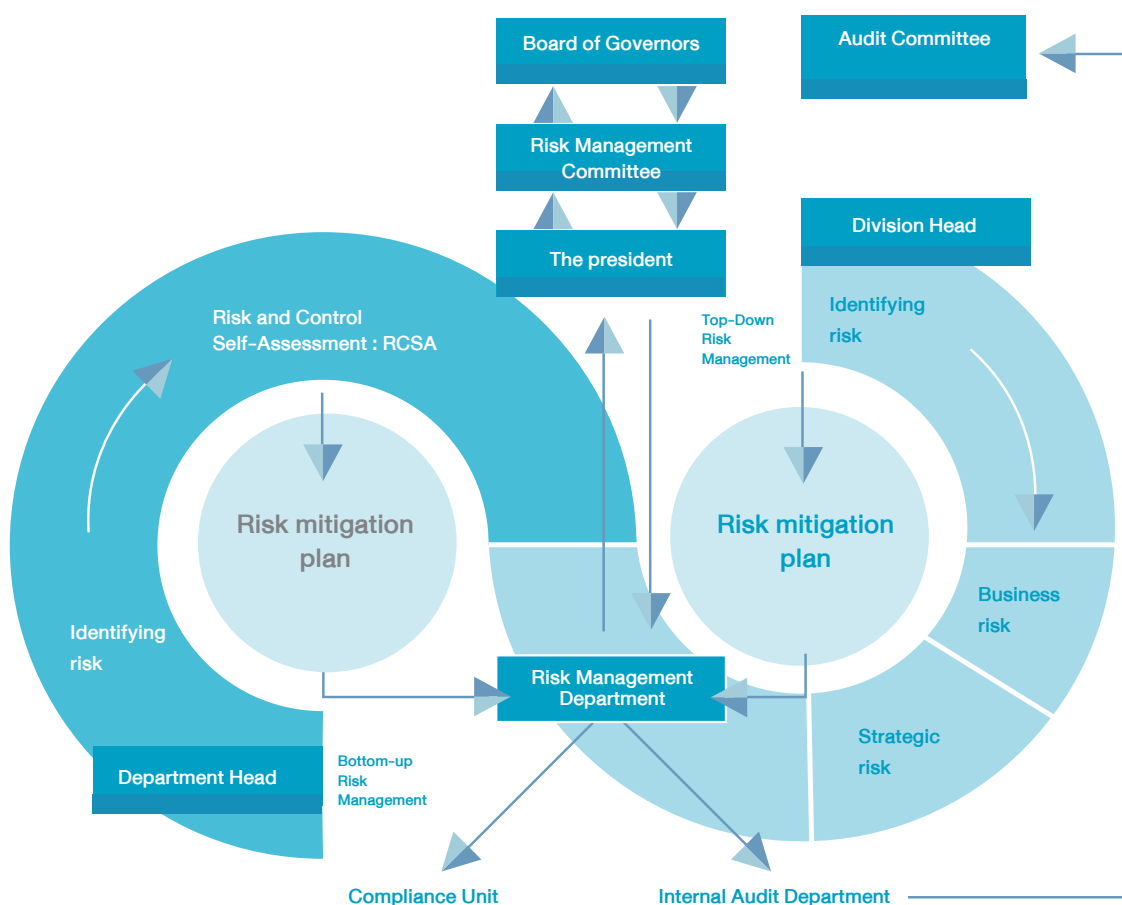 Board of Governors
Audit Committee
Risk Management
Committee
Division Head
The president
Identifying
risk
Risk and Control
Self-Assessment : RCSA
Top-Down
Risk
Management
Risk mitigation
plan
Risk mitigation
plan
Business
risk
Identifying
risk
Risk Management
Department
Strategic
risk
Department Head
Bottom-up
Risk
Management
Compliance Unit
Internal Audit Department